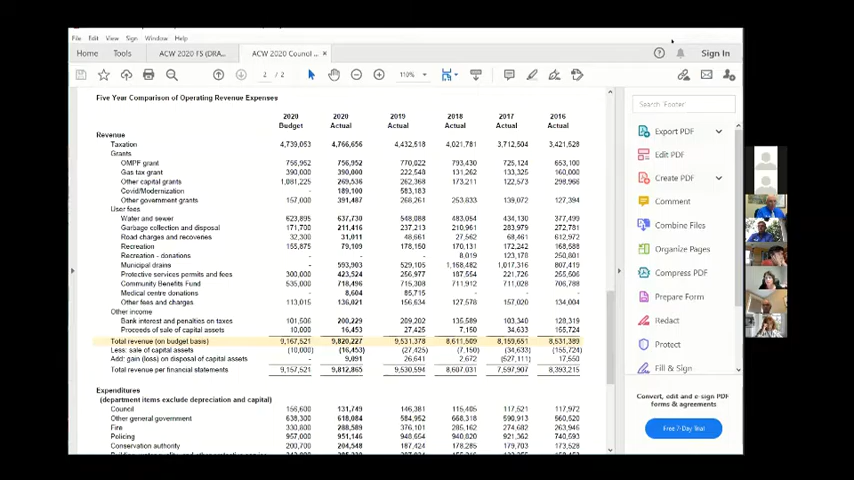 File Edit View Sign Window Help
Home Tools ACW 2020 FS (DRA... ACW 2020 Council ... × Sign In
2 / 2 110%
Five Year Comparison of Operating Revenue Expenses
2020 2020 2019 2018 2017 2016
Budget Actual Actual Actual Actual Actual
Revenue
Taxation 4,739,053 4,766,656 4,432,518 4,021,781 3,712,504 3,421,528
Grants
OMPF grant 756,952 756,952 770,022 793,430 725,124 653,100
Gas tax grant 390,000 390,000 222,548 131,262 133,325 160,000
Other capital grants 1,081,225 269,536 262,368 173,211 122,573 298,966
Covid/Modernization - 189,100 583,183
Other government grants 157,000 391,487 268,261 253,833 139,072 127,394
User fees
Water and sewer 623,895 637,730 548,088 483,054 434,130 377,499
Garbage collection and disposal 171,700 211,416 237,213 210,961 283,979 272,781
Road charges and recoveries 32,300 31,011 48,661 27,562 68,461 612,972
Recreation 155,875 79,109 178,150 170,131 172,242 168,588
Recreation - donations - - - 8,019 123,178 250,801
Municipal drains - 593,903 529,105 1,168,482 1,017,316 807,419
Protective services permits and fees 300,000 423,524 256,977 187,554 221,726 255,506
Community Benefits Fund 535,000 718,496 715,308 711,922 711,028 706,788
Medical centre donations - 8,604 85,715 - - -
Other fees and charges 113,015 136,021 156,634 127,578 157,020 134,004
Other income
Bank interest and penalties on taxes 101,506 200,229 209,202 135,589 103,340 128,319
Proceeds of sale of capital assets 10,000 16,453 27,425 7,150 34,633 155,724
Total revenue (on budget basis) 9,167,521 9,820,227 9,531,378 8,611,509 8,159,651 8,531,389
Less: sale of capital assets (10,000) (16,453) (27,425) (7,150) (34,633) (155,724)
Add: gain (loss) on disposal of capital assets 9,091 26,641 2,672 (527,111) 17,550
Total revenue per financial statements 9,157,521 9,812,865 9,530,594 8,607,031 7,597,907 8,393,215
Expenditures
(department items exclude depreciation and capital)
Council 156,600 131,749 146,381 115,405 117,521 117,972
Other general government 638,300 618,084 584,952 668,318 590,913 560,520
Fire 330,800 288,589 376,101 285,162 274,682 263,946
Policing 957,000 951,146 948,664 940,820 921,362 740,593
Conservation authority 204,548 187,424 178,285 179,703 173,528
Search 'Footer'
Export PDF
Edit PDF
Create PDF
Comment
Combine Files
Organize Pages
Compress PDF
Prepare Form
Redact
Protect
Fill & Sign
Convert, edit and e-sign PDF
forms & agreements
Free 7-Day Trial